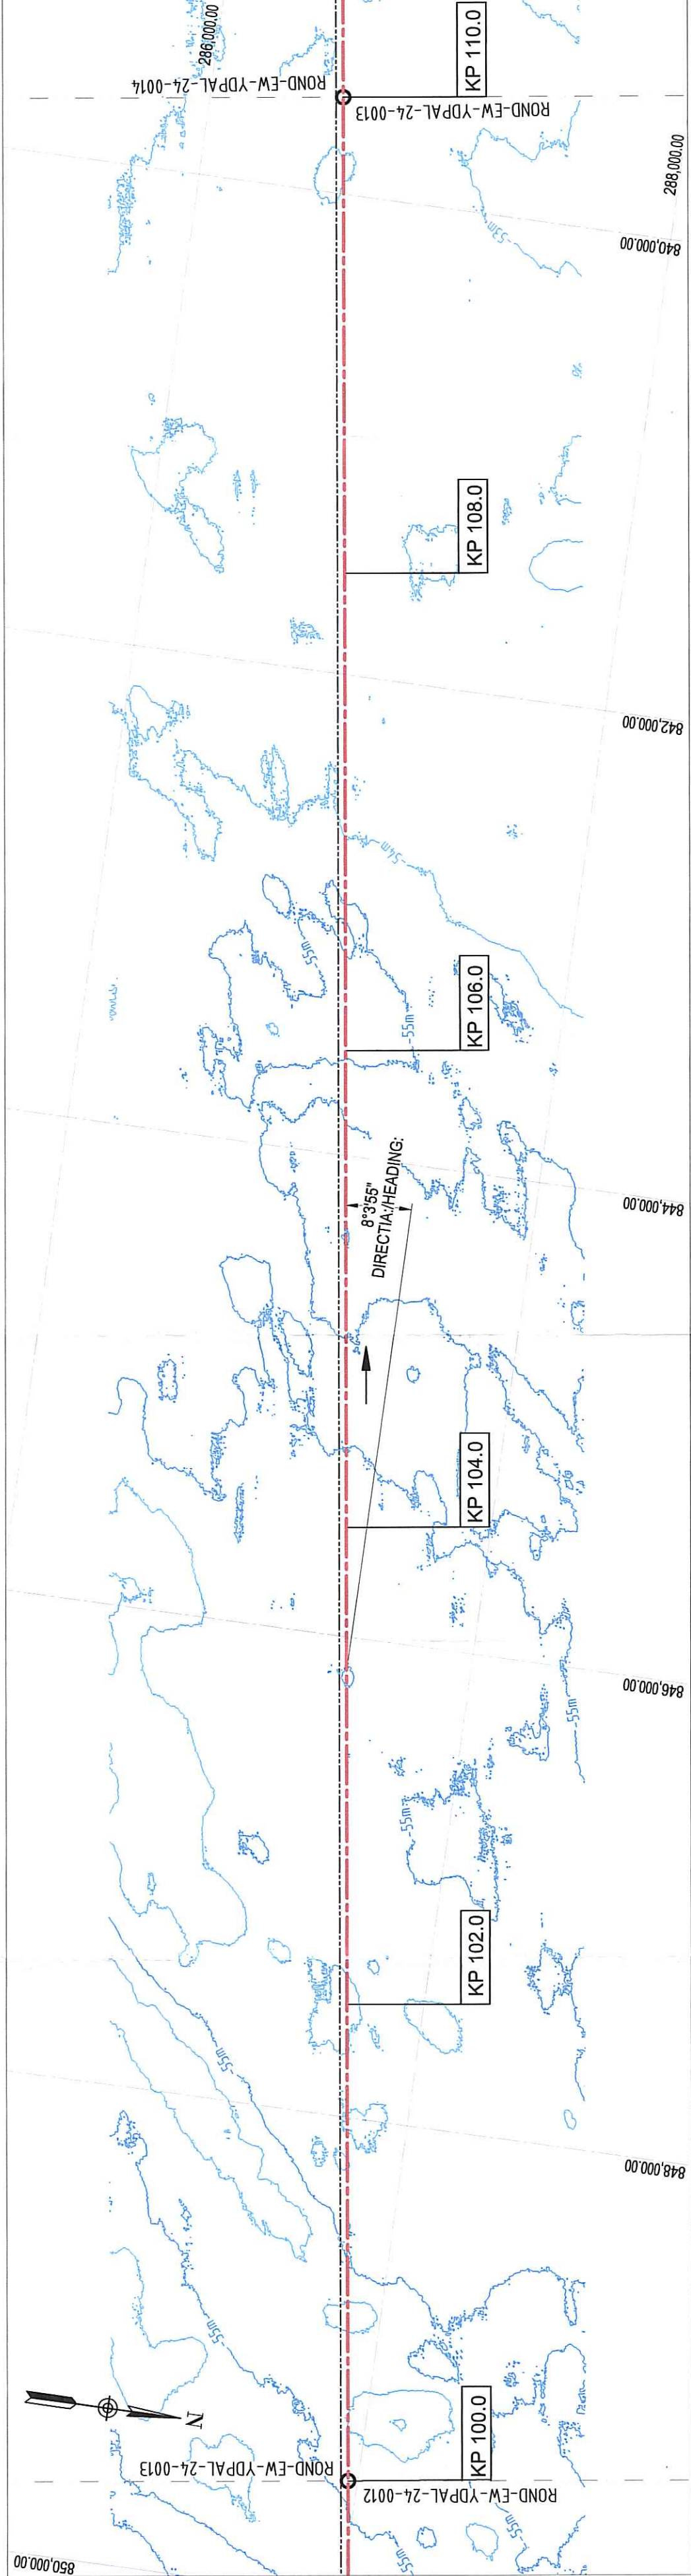 286,000.00
ROND-EW-YDPAL-24-0014
KP 110.0
ROND-EW-YDPAL-24-0013
288,000.00
-53m-
840,000.00
KP 108.0
842,000.00
-54m-
-55m-
KP 106.0
-55m-
8°3'55"
DIRECTIA:/HEADING:
844,000.00
KP 104.0
846,000.00
-55m-
-55m-
KP 102.0
-55m-
848,000.00
-55m-
N
ROND-EW-YDPAL-24-0013
KP 100.0
ROND-EW-YDPAL-24-0012
-55m-
-55m-
850,000.00